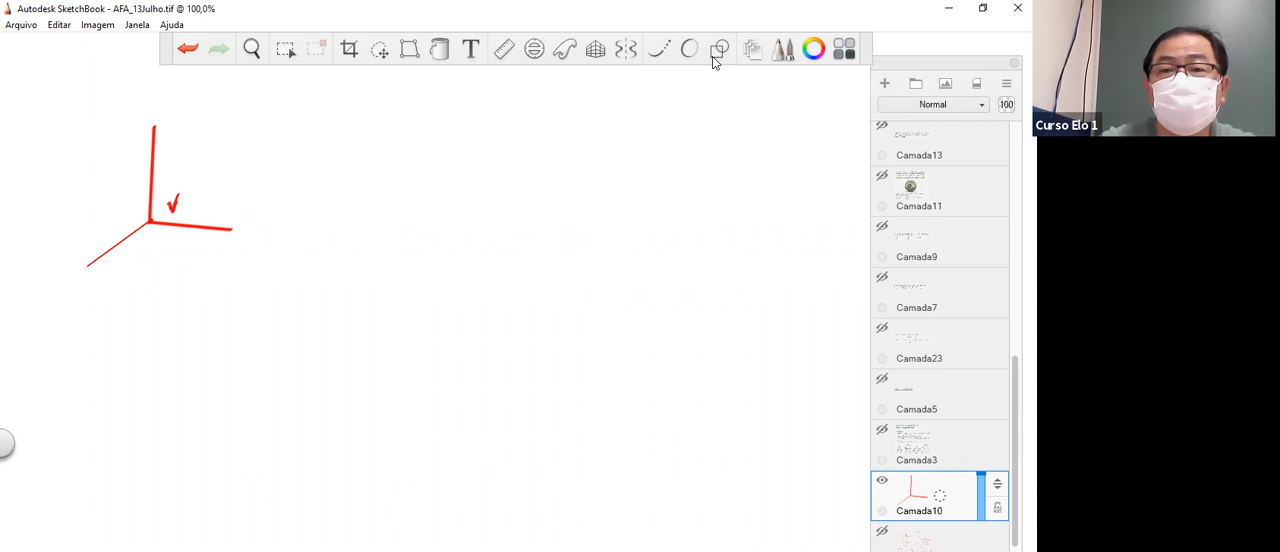 Autodesk SketchBook - AFA_13Julho.tif @ 100,0%
Arquivo Editar Imagem Janela Ajuda
T
Normal 100
Camada13
Camada11
Camada9
Camada7
Camada23
Camada5
Camada3
Camada10
V
Curso Elo 1